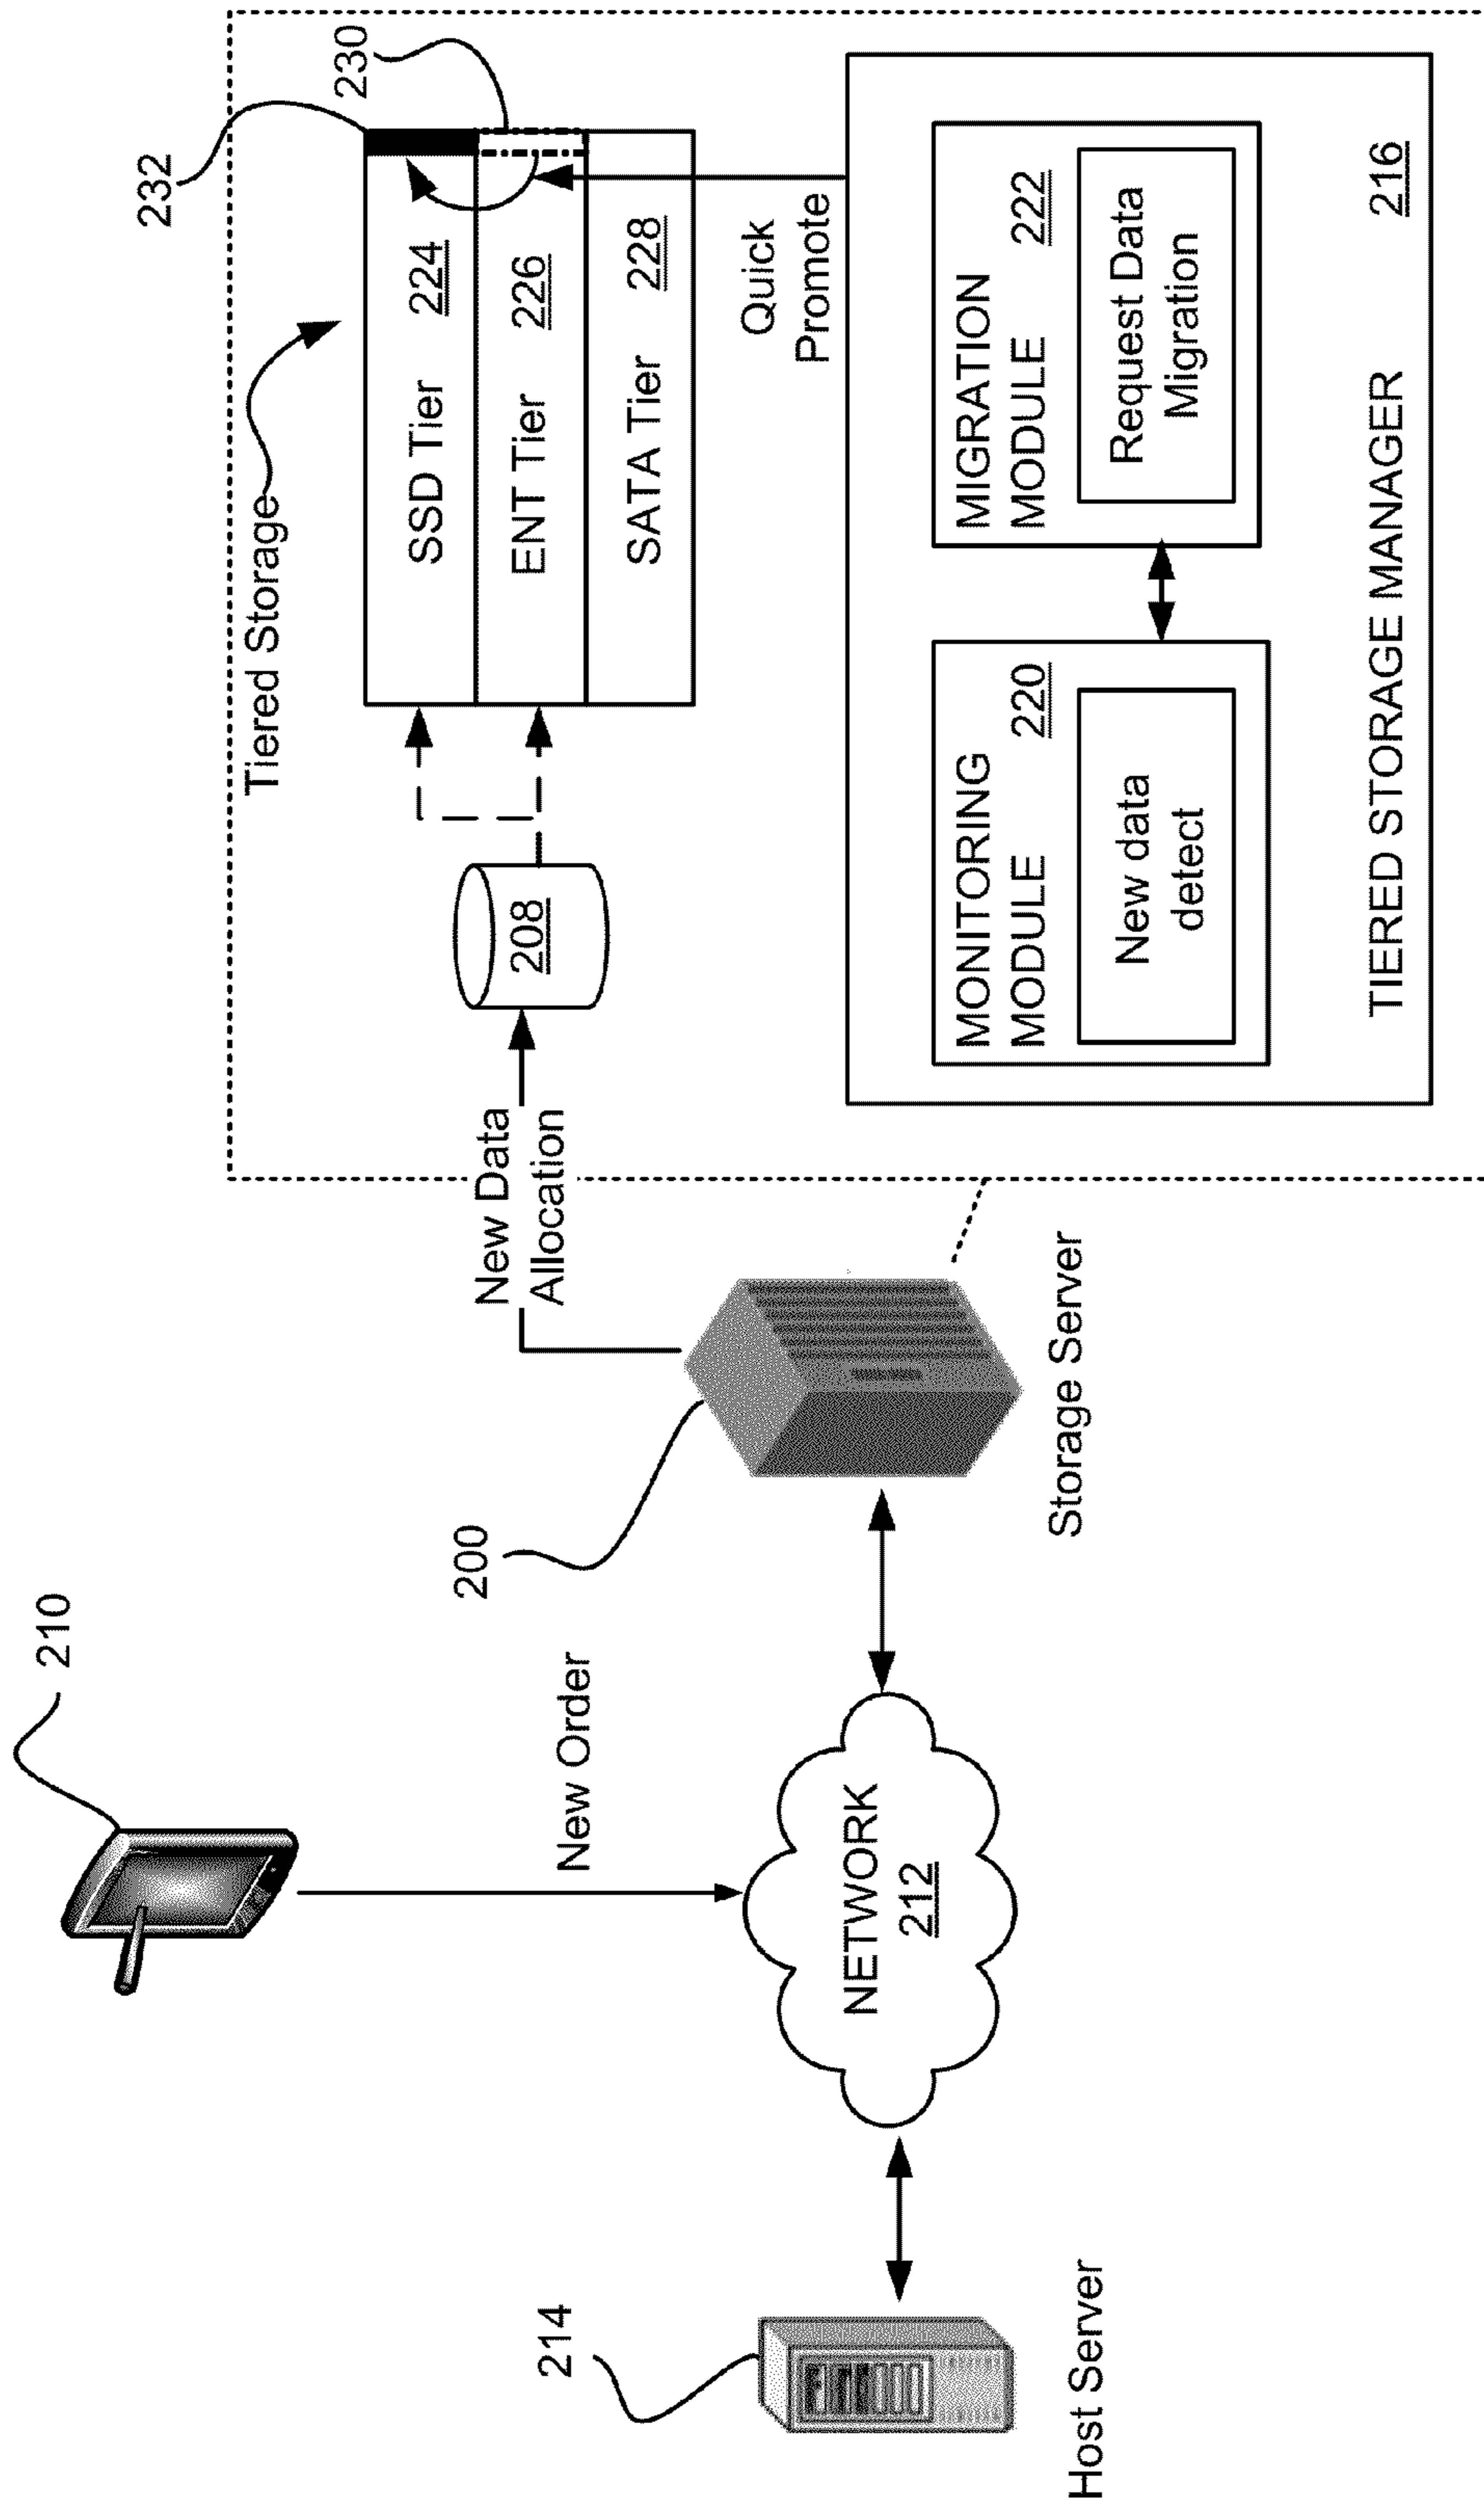 210
New Order
NETWORK
212
214
Host Server
200
Storage Server
New Data
Allocation
208
Tiered Storage
232
230
SSD Tier 224
ENT Tier 226
SATA Tier 228
Quick
Promote
MONITORING
MODULE 220
New data
detect
MIGRATION
MODULE 222
Request Data
Migration
TIERED STORAGE MANAGER 216